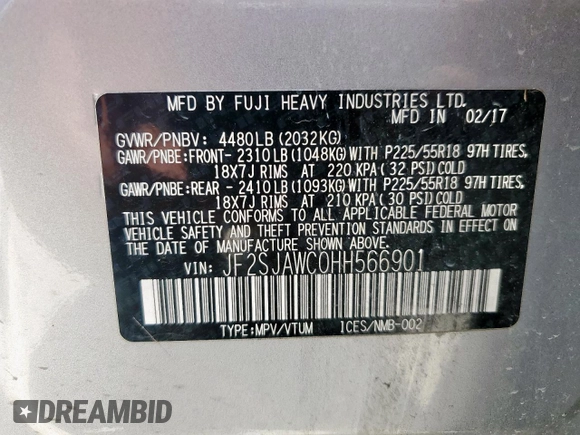 MFD BY FUJI HEAVY INDUSTRIES LTD.
MFD IN 02/17
GVWR/PNBV: 4480LB(2032KG)
GAWR/PNBE:FRONT- 2310LB(1048KG)WITH P225/55R18 97H TIRES,
18X7J RIMS AT 220 KPA(32 PSI)COLD
GAWR/PNBE:REAR - 2410LB(1093KG)WITH P225/55R18 97H TIRES,
18X7J RIMS AT 210 KPA(30 PSI)COLD
THIS VEHICLE CONFORMS TO ALL APPLICABLE FEDERAL MOTOR
VEHICLE SAFETY AND THEFT PREVENTION STANDARDS IN EFFECT ON
THE DATE OF MANUFACTURE SHOWN ABOVE.
VIN: JF2SJAWC0HH566901
TYPE:MPV/VTUM ICES/NMB-002
DREAMBID